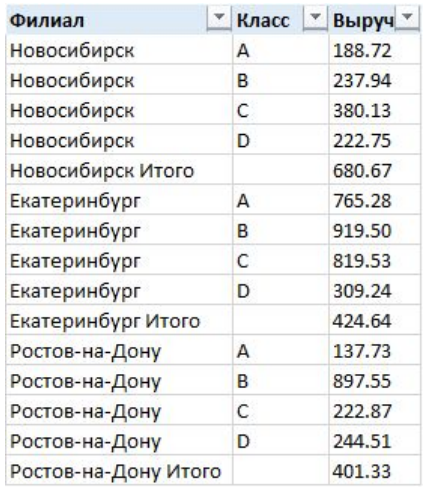 Филиал Класс Выруч
Новосибирск A 188.72
Новосибирск B 237.94
Новосибирск C 380.13
Новосибирск D 222.75
Новосибирск Итого 680.67
Екатеринбург A 765.28
Екатеринбург B 919.50
Екатеринбург C 819.53
Екатеринбург D 309.24
Екатеринбург Итого 424.64
Ростов-на-Дону A 137.73
Ростов-на-Дону B 897.55
Ростов-на-Дону C 222.87
Ростов-на-Дону D 244.51
Ростов-на-Дону Итого 401.33